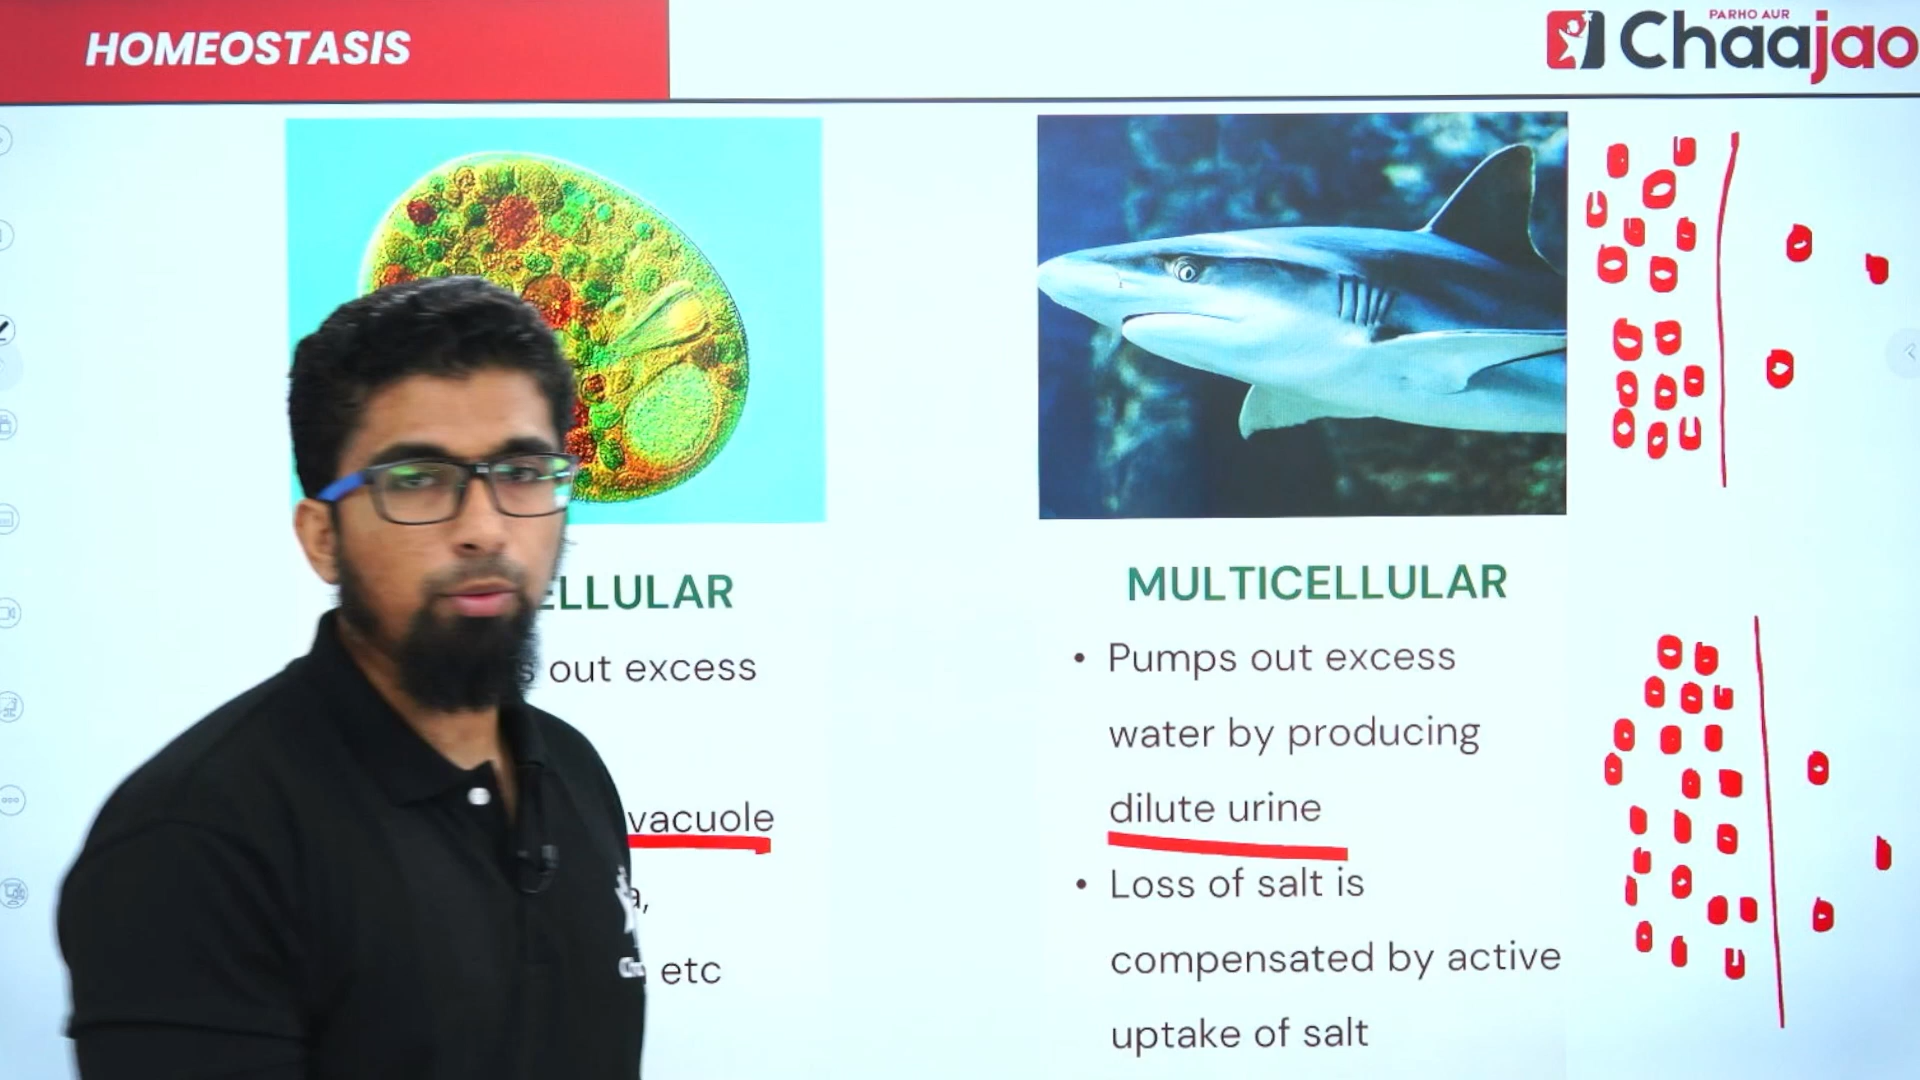 HOMEOSTASIS
PARHO AUR
Chaajao
ELLULAR
out excess
vacuole
etc
MULTICELLULAR
• Pumps out excess
water by producing
dilute urine
• Loss of salt is
compensated by active
uptake of salt